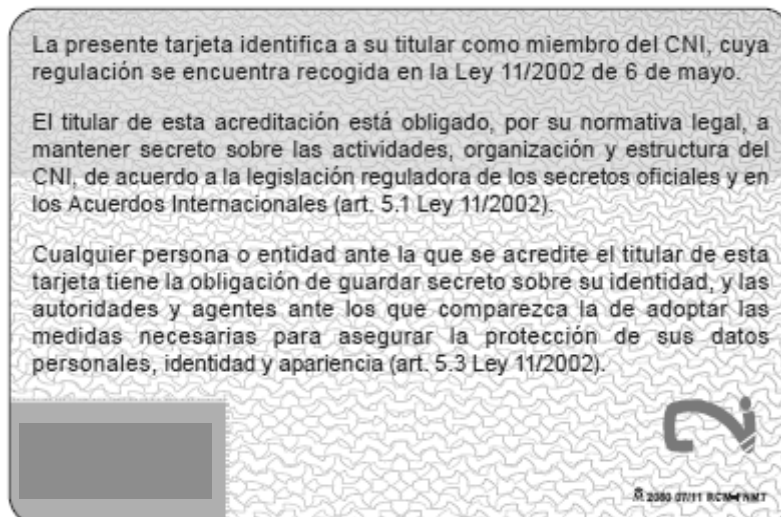 La presente tarjeta identifica a su titular como miembro del CNI, cuya
regulación se encuentra recogida en la Ley 11/2002 de 6 de mayo.
El titular de esta acreditación está obligado, por su normativa legal, a
mantener secreto sobre las actividades, organización y estructura del
CNI, de acuerdo a la legislación reguladora de los secretos oficiales y en
los Acuerdos Internacionales (art. 5.1 Ley 11/2002).
Cualquier persona o entidad ante la que se acredite el titular de esta
tarjeta tiene la obligación de guardar secreto sobre su identidad, y las
autoridades y agentes ante los que comparezca la de adoptar las
medidas necesarias para asegurar la protección de sus datos
personales, identidad y apariencia (art. 5.3 Ley 11/2002).
07/11 RCM-FNMT